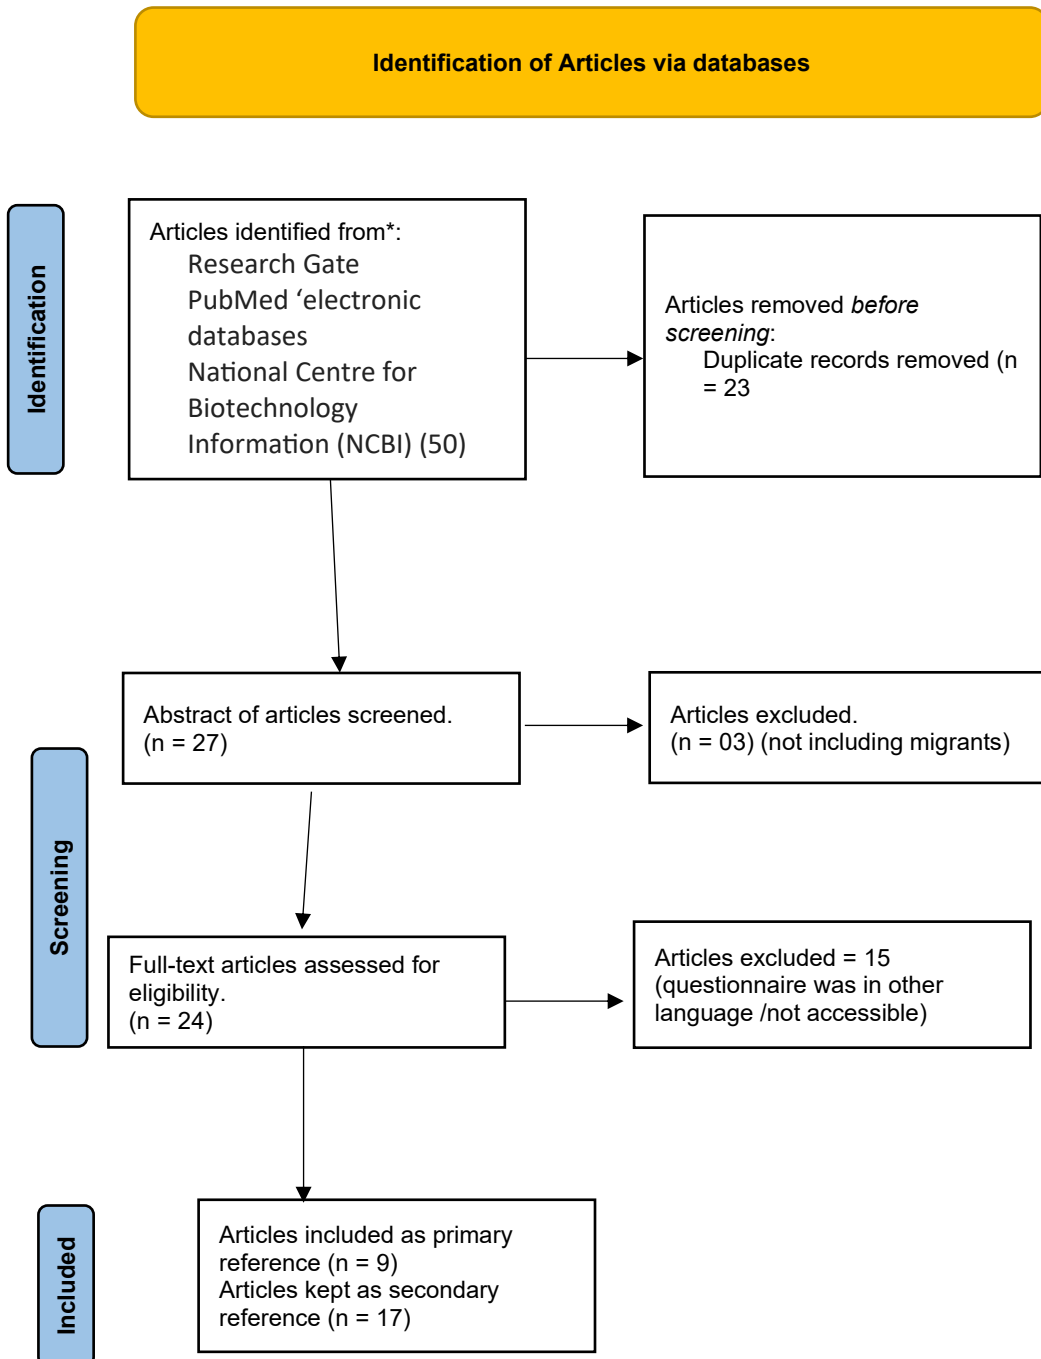 Identification of Articles via databases
Identification
Articles identified from*:
Research Gate
PubMed ‘electronic
databases
National Centre for
Biotechnology
Information (NCBI) (50)
Articles removed before
screening:
Duplicate records removed (n
= 23
Screening
Abstract of articles screened.
(n = 27)
Articles excluded.
(n = 03) (not including migrants)
Full-text articles assessed for
eligibility.
(n = 24)
Articles excluded = 15
(questionnaire was in other
language /not accessible)
Included
Articles included as primary
reference (n = 9)
Articles kept as secondary
reference (n = 17)